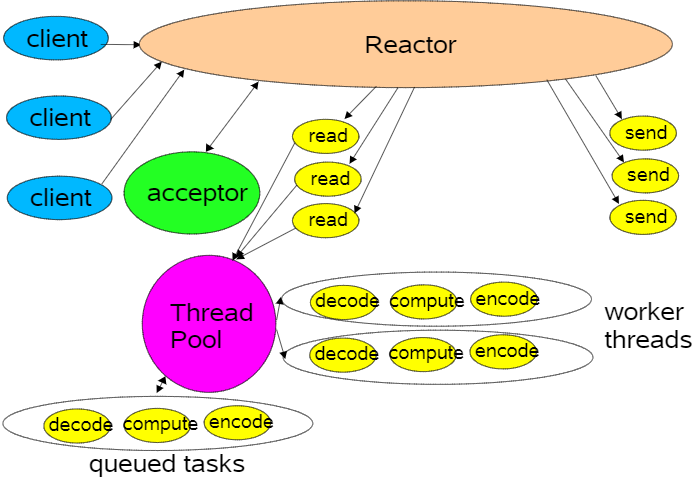 client
Reactor
client
read
send
client
acceptor
read
send
read
send
Thread
Pool
decode compute encode
worker
threads
decode compute encode
decode compute encode
queued tasks